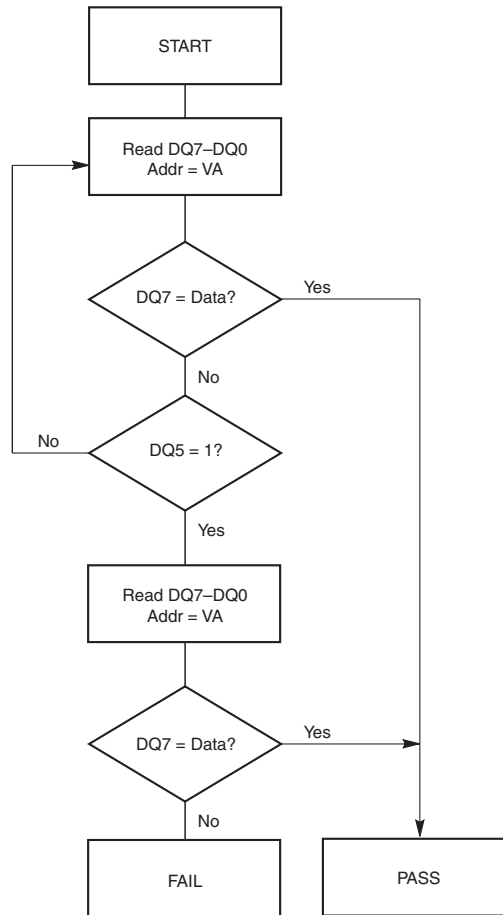 START
Read DQ7–DQ0
Addr = VA
DQ7 = Data?
Yes
No
No
DQ5 = 1?
Yes
Read DQ7–DQ0
Addr = VA
DQ7 = Data?
Yes
No
FAIL
PASS